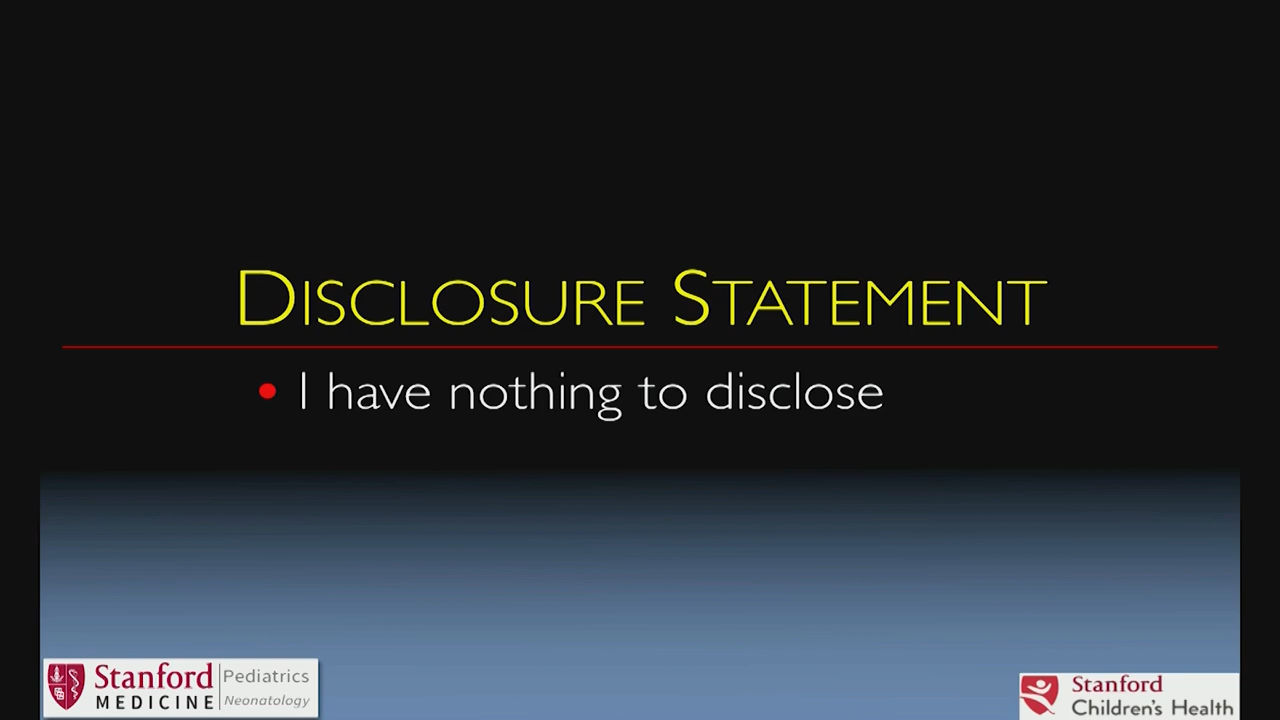 DISCLOSURE STATEMENT
• I have nothing to disclose
Stanford MEDICINE
Pediatrics
Neonatology
Stanford
Children's Health